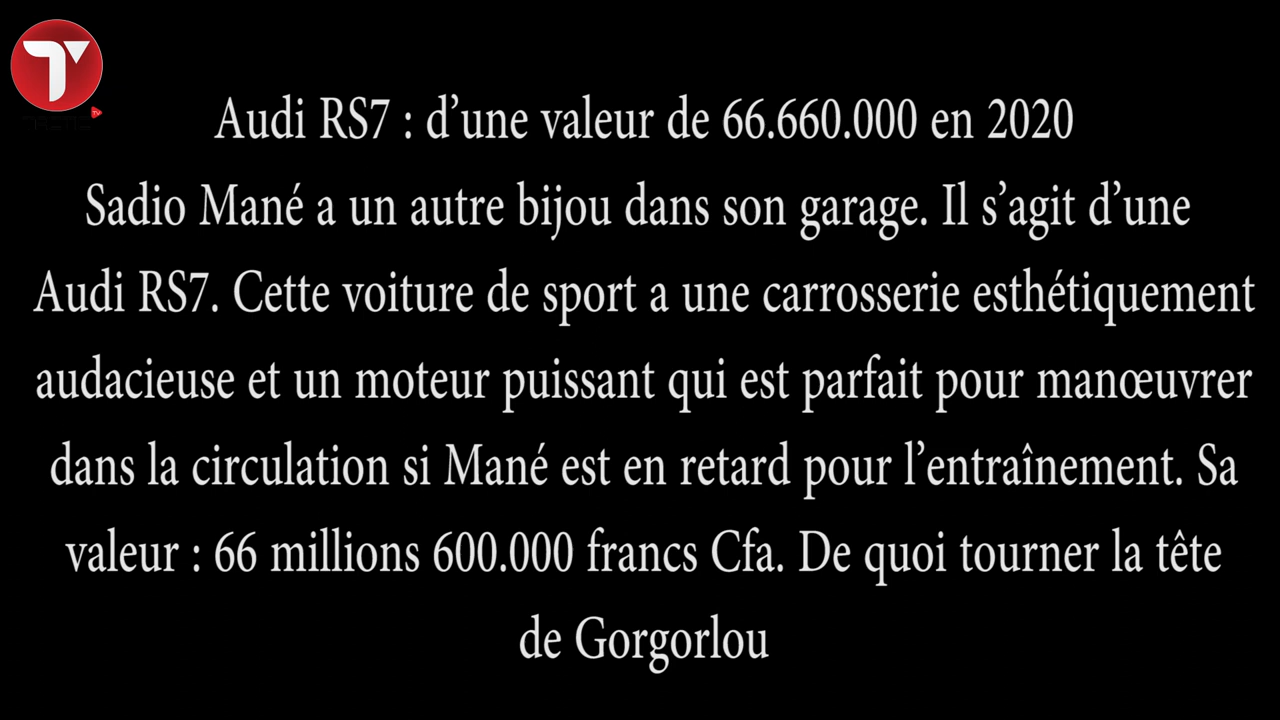 TV
Audi RS7 : d’une valeur de 66.660.000 en 2020
Sadio Mané a un autre bijou dans son garage. Il s’agit d’une
Audi RS7. Cette voiture de sport a une carrosserie esthétiquement
audacieuse et un moteur puissant qui est parfait pour manœuvrer
dans la circulation si Mané est en retard pour l’entraînement. Sa
valeur : 66 millions 600.000 francs Cfa. De quoi tourner la tête
de Gorgorlou